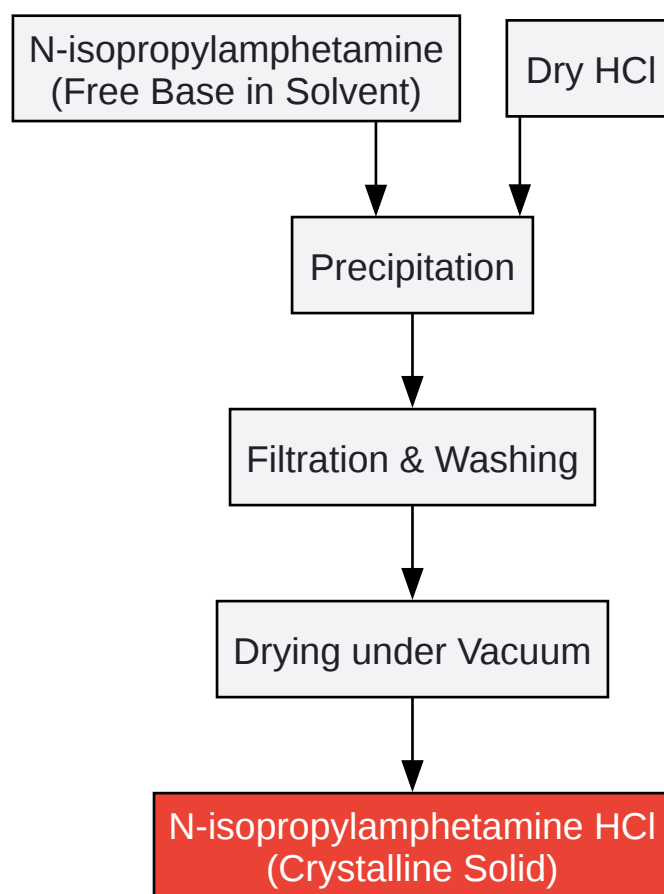 N-isopropylamphetamine
(Free Base in Solvent)
Dry HCl
Precipitation
Filtration & Washing
Drying under Vacuum
N-isopropylamphetamine HCl
(Crystalline Solid)